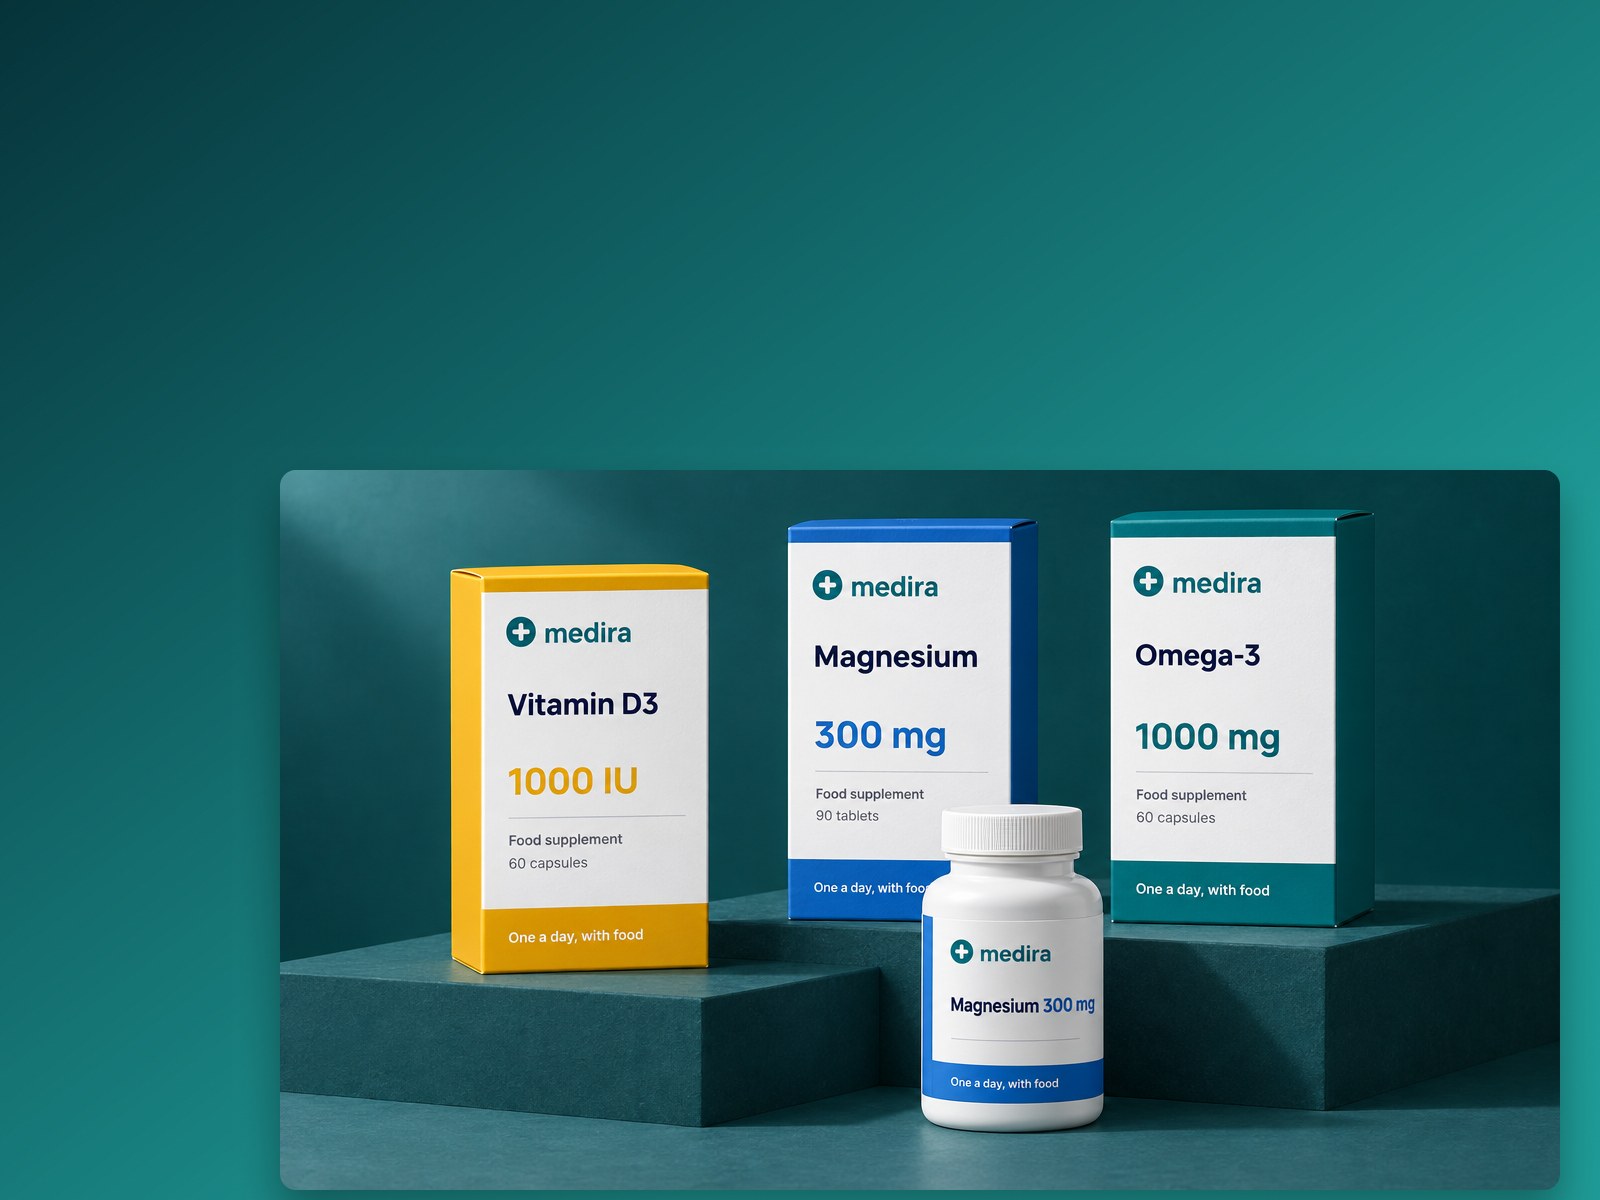 medira
Vitamin D3
1000 IU
Food supplement
60 capsules
One a day, with food
medira
Magnesium
300 mg
Food supplement
90 tablets
One a day, with food
medira
Omega-3
1000 mg
Food supplement
60 capsules
One a day, with food
medira
Magnesium 300 mg
One a day, with food